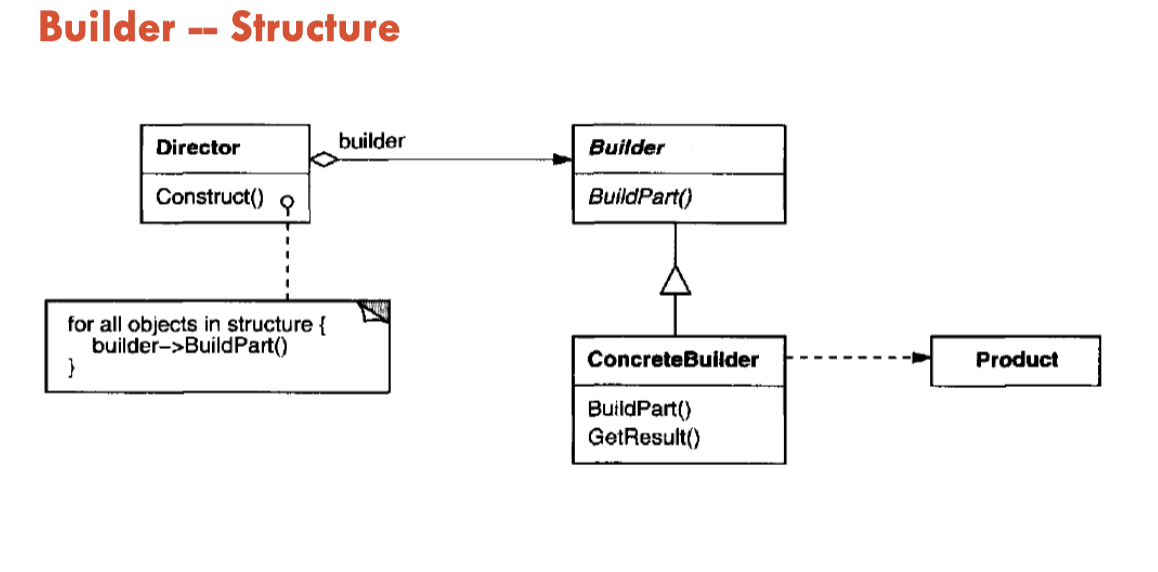 Builder -- Structure
Director
builder
Builder
Construct()
BuildPart()
for all objects in structure {
builder->BuildPart()
}
ConcreteBuilder
Product
BuildPart()
GetResult()